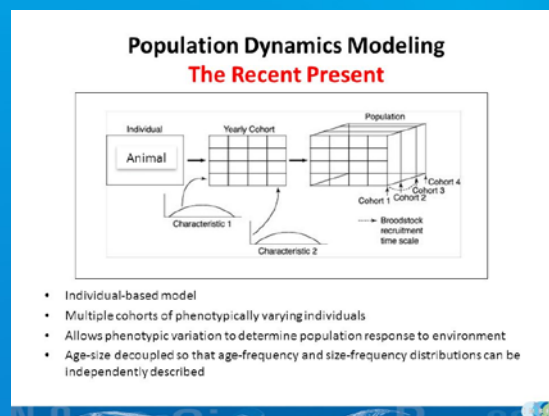 Population Dynamics Modeling
The Recent Present
Individual
Yearly Cohort
Population
Animal
Cohort 4
Cohort 3
Cohort 2
Cohort 1
Characteristic 1
Characteristic 2
Broodstock
recruitment
time scale
• Individual-based model
• Multiple cohorts of phenotypically varying individuals
• Allows phenotypic variation to determine population response to environment
• Age-size decoupled so that age-frequency and size-frequency distributions can be
independently described